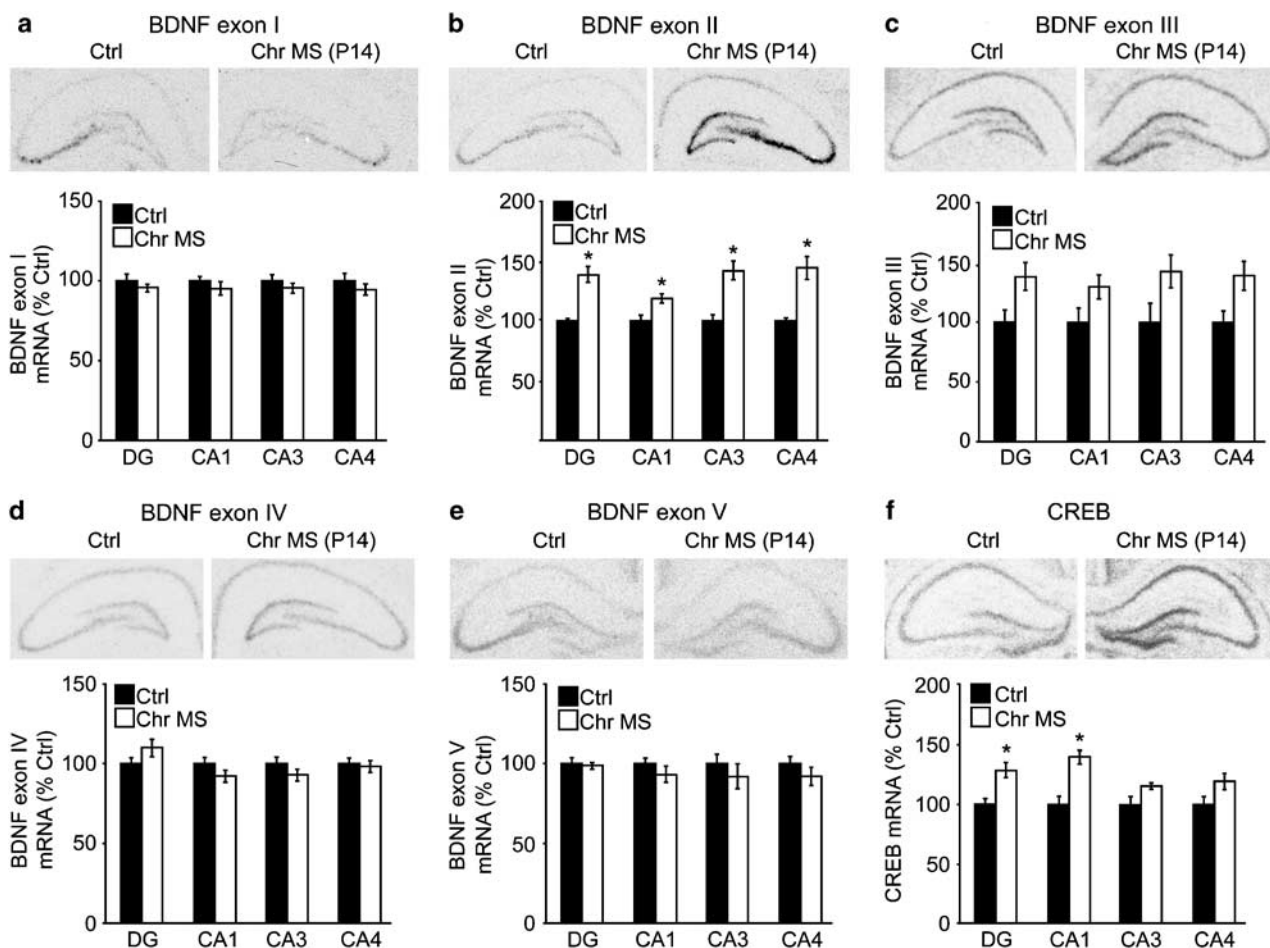 a
BDNF exon I
Ctrl
Chr MS (P14)
BDNF exon I
mRNA (% Ctrl)
150
100
50
0
Ctrl
Chr MS
DG
CA1
CA3
CA4
b
BDNF exon II
Ctrl
Chr MS (P14)
BDNF exon II
mRNA (% Ctrl)
200
150
100
50
0
Ctrl
Chr MS
*
*
*
*
DG
CA1
CA3
CA4
c
BDNF exon III
Ctrl
Chr MS (P14)
BDNF exon III
mRNA (% Ctrl)
200
150
100
50
0
Ctrl
Chr MS
DG
CA1
CA3
CA4
d
BDNF exon IV
Ctrl
Chr MS (P14)
BDNF exon IV
mRNA (% Ctrl)
150
100
50
0
Ctrl
Chr MS
DG
CA1
CA3
CA4
e
BDNF exon V
Ctrl
Chr MS (P14)
BDNF exon V
mRNA (% Ctrl)
150
100
50
0
Ctrl
Chr MS
DG
CA1
CA3
CA4
f
CREB
Ctrl
Chr MS (P14)
CREB mRNA (% Ctrl)
200
150
100
50
0
Ctrl
Chr MS
*
*
DG
CA1
CA3
CA4